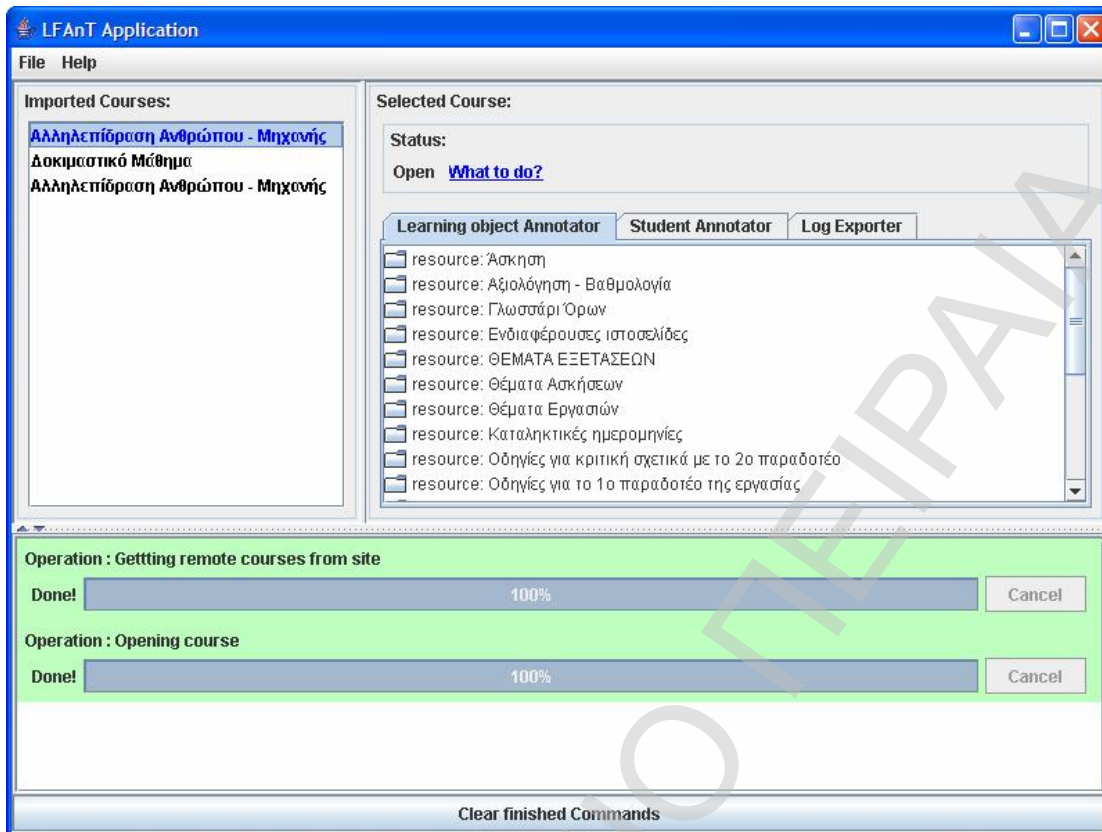 LFAnT Application
File Help
Imported Courses:
Αλληλεπίδραση Ανθρώπου - Μηχανής
Δοκιμαστικό Μάθημα
Αλληλεπίδραση Ανθρώπου - Μηχανής
Selected Course:
Status:
Open What to do?
Learning object Annotator Student Annotator Log Exporter
resource: Άσκηση
resource: Αξιολόγηση - Βαθμολογία
resource: Γλωσσάρι Όρων
resource: Ενδιαφέρουσες ιστοσελίδες
resource: ΘΕΜΑΤΑ ΕΞΕΤΑΣΕΩΝ
resource: Θέματα Ασκήσεων
resource: Θέματα Εργασιών
resource: Καταληκτικές ημερομηνίες
resource: Οδηγίες για κριτική σχετικά με το 2ο παραδοτέο
resource: Οδηγίες για το 1ο παραδοτέο της εργασίας
Operation : Gettting remote courses from site
Done! 100% Cancel
Operation : Opening course
Done! 100% Cancel
Clear finished Commands
Ο ΠΕΙΡΑΙΑ